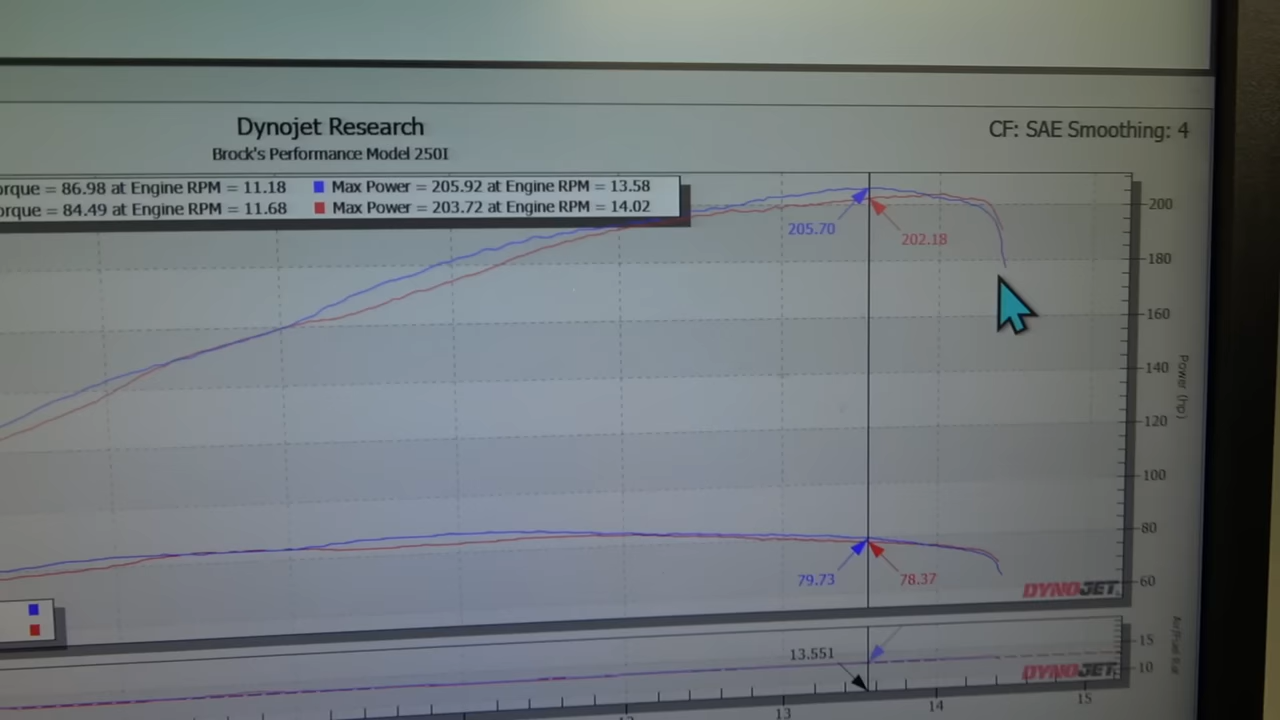 Dynojet Research
CF: SAE Smoothing: 4
Brock's Performance Model 250I
orque = 86.98 at Engine RPM = 11.18 Max Power = 205.92 at Engine RPM = 13.58
orque = 84.49 at Engine RPM = 11.68 Max Power = 203.72 at Engine RPM = 14.02
200
205.70
202.18
180
160
140
Power (hp)
120
100
80
79.73
78.37
60
DYNOJET
13.551
15
10
DYNOJET
13
14
15